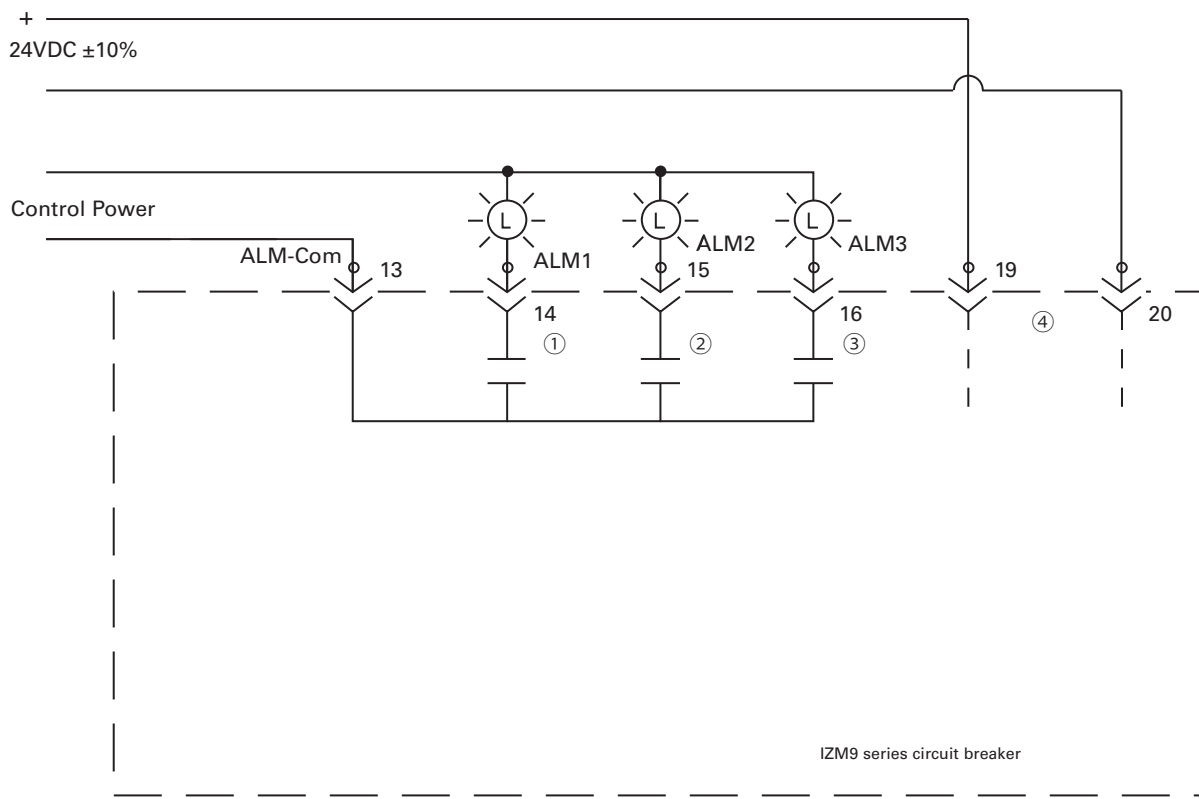 +
24VDC ±10%
L
L
L
Control Power
ALM-Com
13
ALM1
ALM2
15
ALM3
19
14
16
20
①
②
③
④
IZM9 series circuit breaker